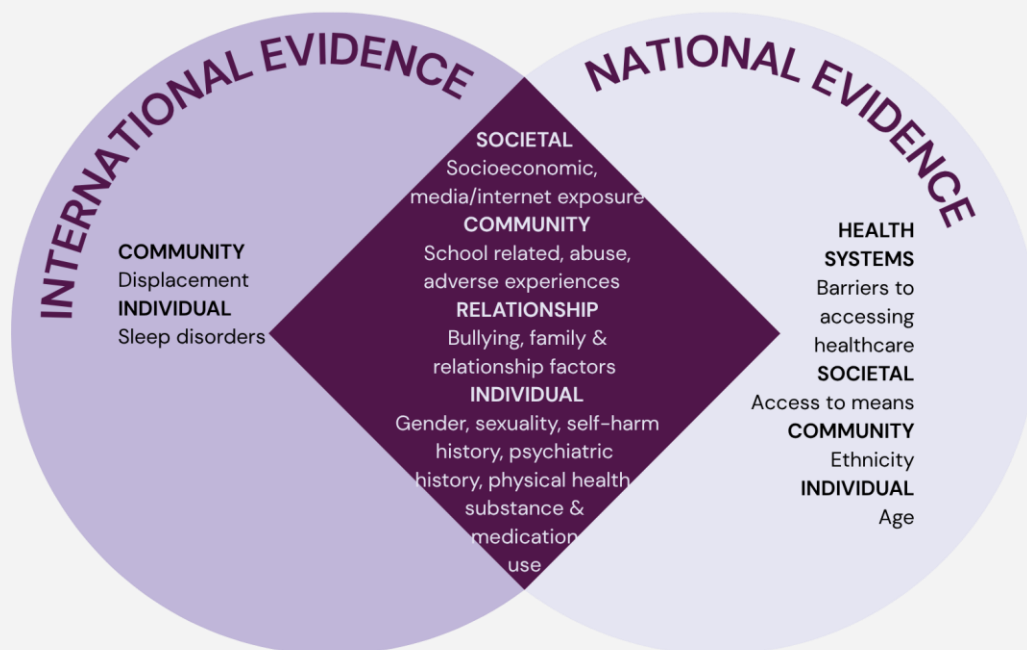 INTERNATIONAL EVIDENCE
NATIONAL EVIDENCE
COMMUNITY
Displacement
INDIVIDUAL
Sleep disorders
SOCIETAL
Socioeconomic,
media/internet exposure
COMMUNITY
School related, abuse,
adverse experiences
RELATIONSHIP
Bullying, family &
relationship factors
INDIVIDUAL
Gender, sexuality, self-harm
history, psychiatric
history, physical health,
substance &
medication
use
HEALTH
SYSTEMS
Barriers to
accessing
healthcare
SOCIETAL
Access to means
COMMUNITY
Ethnicity
INDIVIDUAL
Age